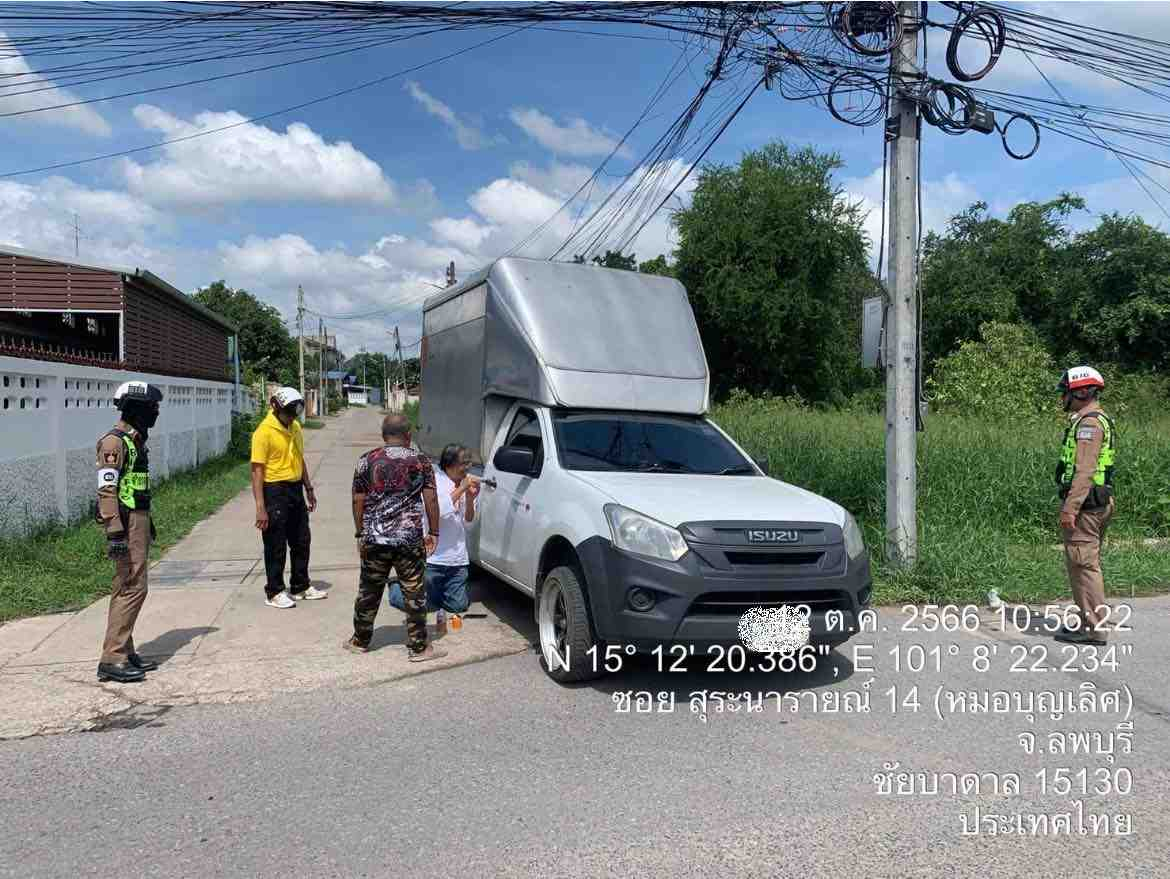 616
ISUZU
12 ต.ค. 2566 10:56:22
N 15° 12' 20.386", E 101° 8' 22.234"
ซอย สุระนารายณ์ 14 (หมอบุญเลิศ)
จ.ลพบุรี
ชัยบาดาล 15130
ประเทศไทย